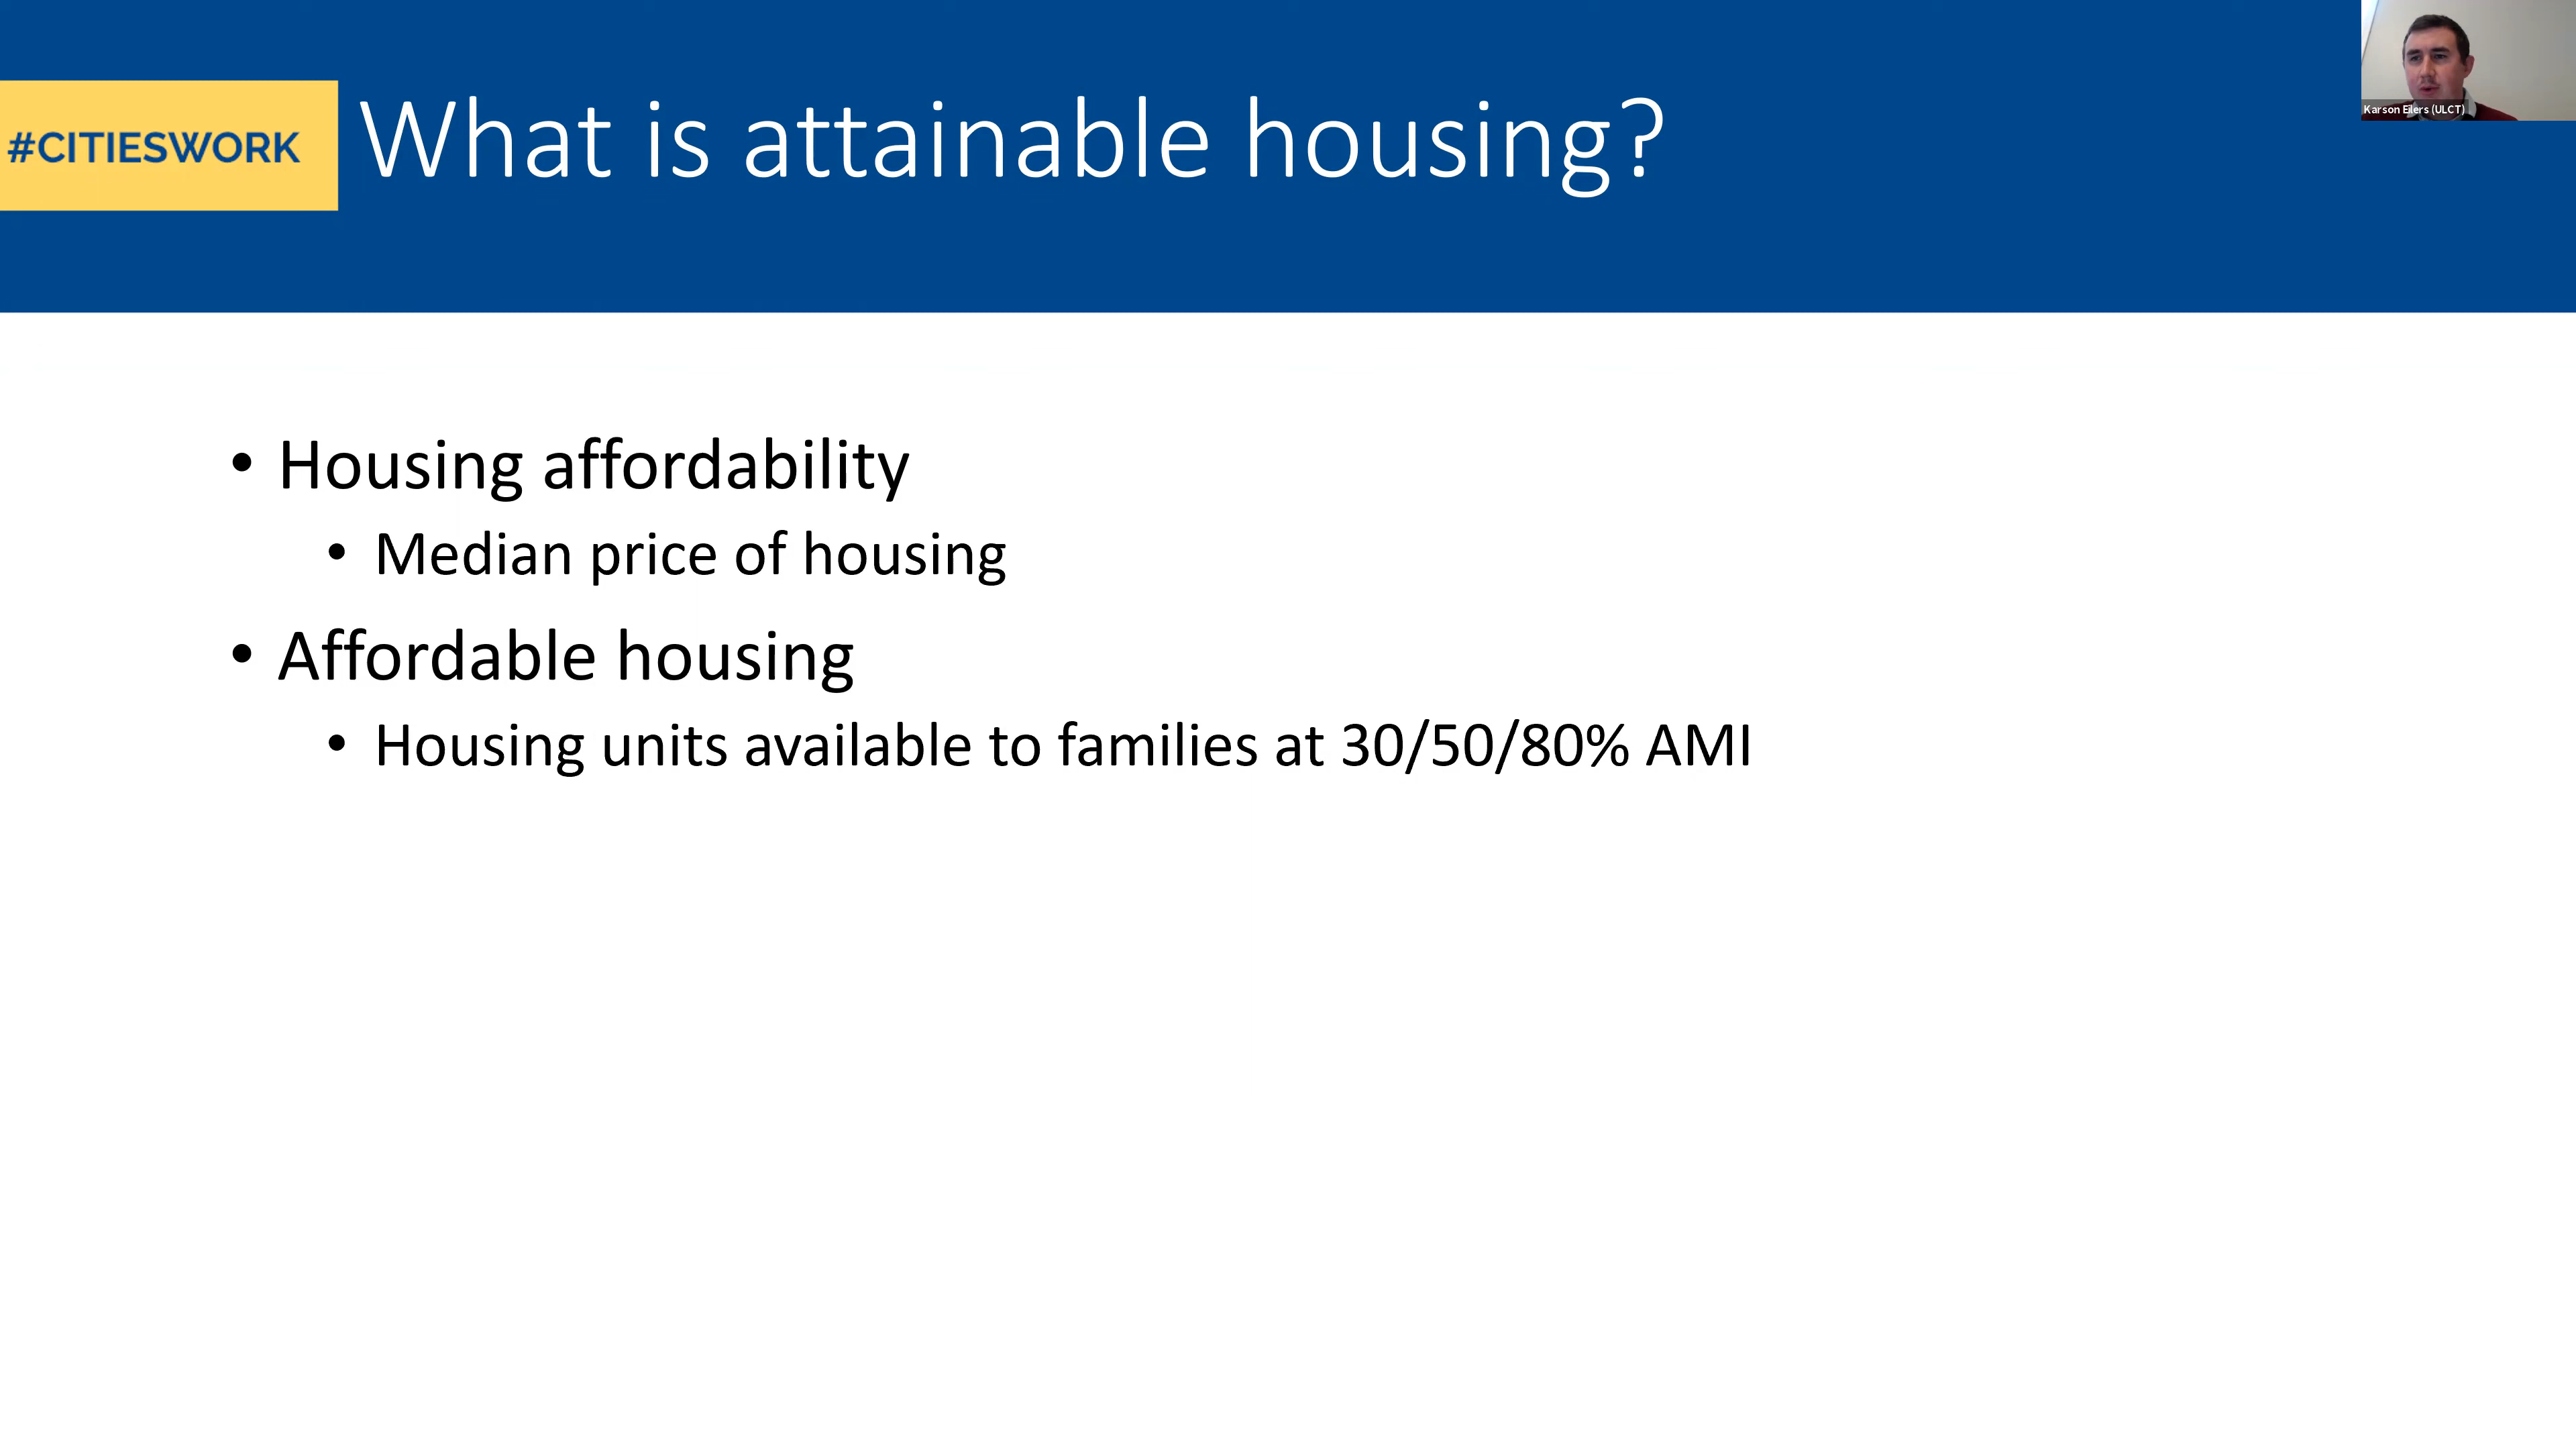 Karson Eilers (ULCT)
#CITIESWORK
What is attainable housing?
• Housing affordability
• Median price of housing
• Affordable housing
• Housing units available to families at 30/50/80% AMI